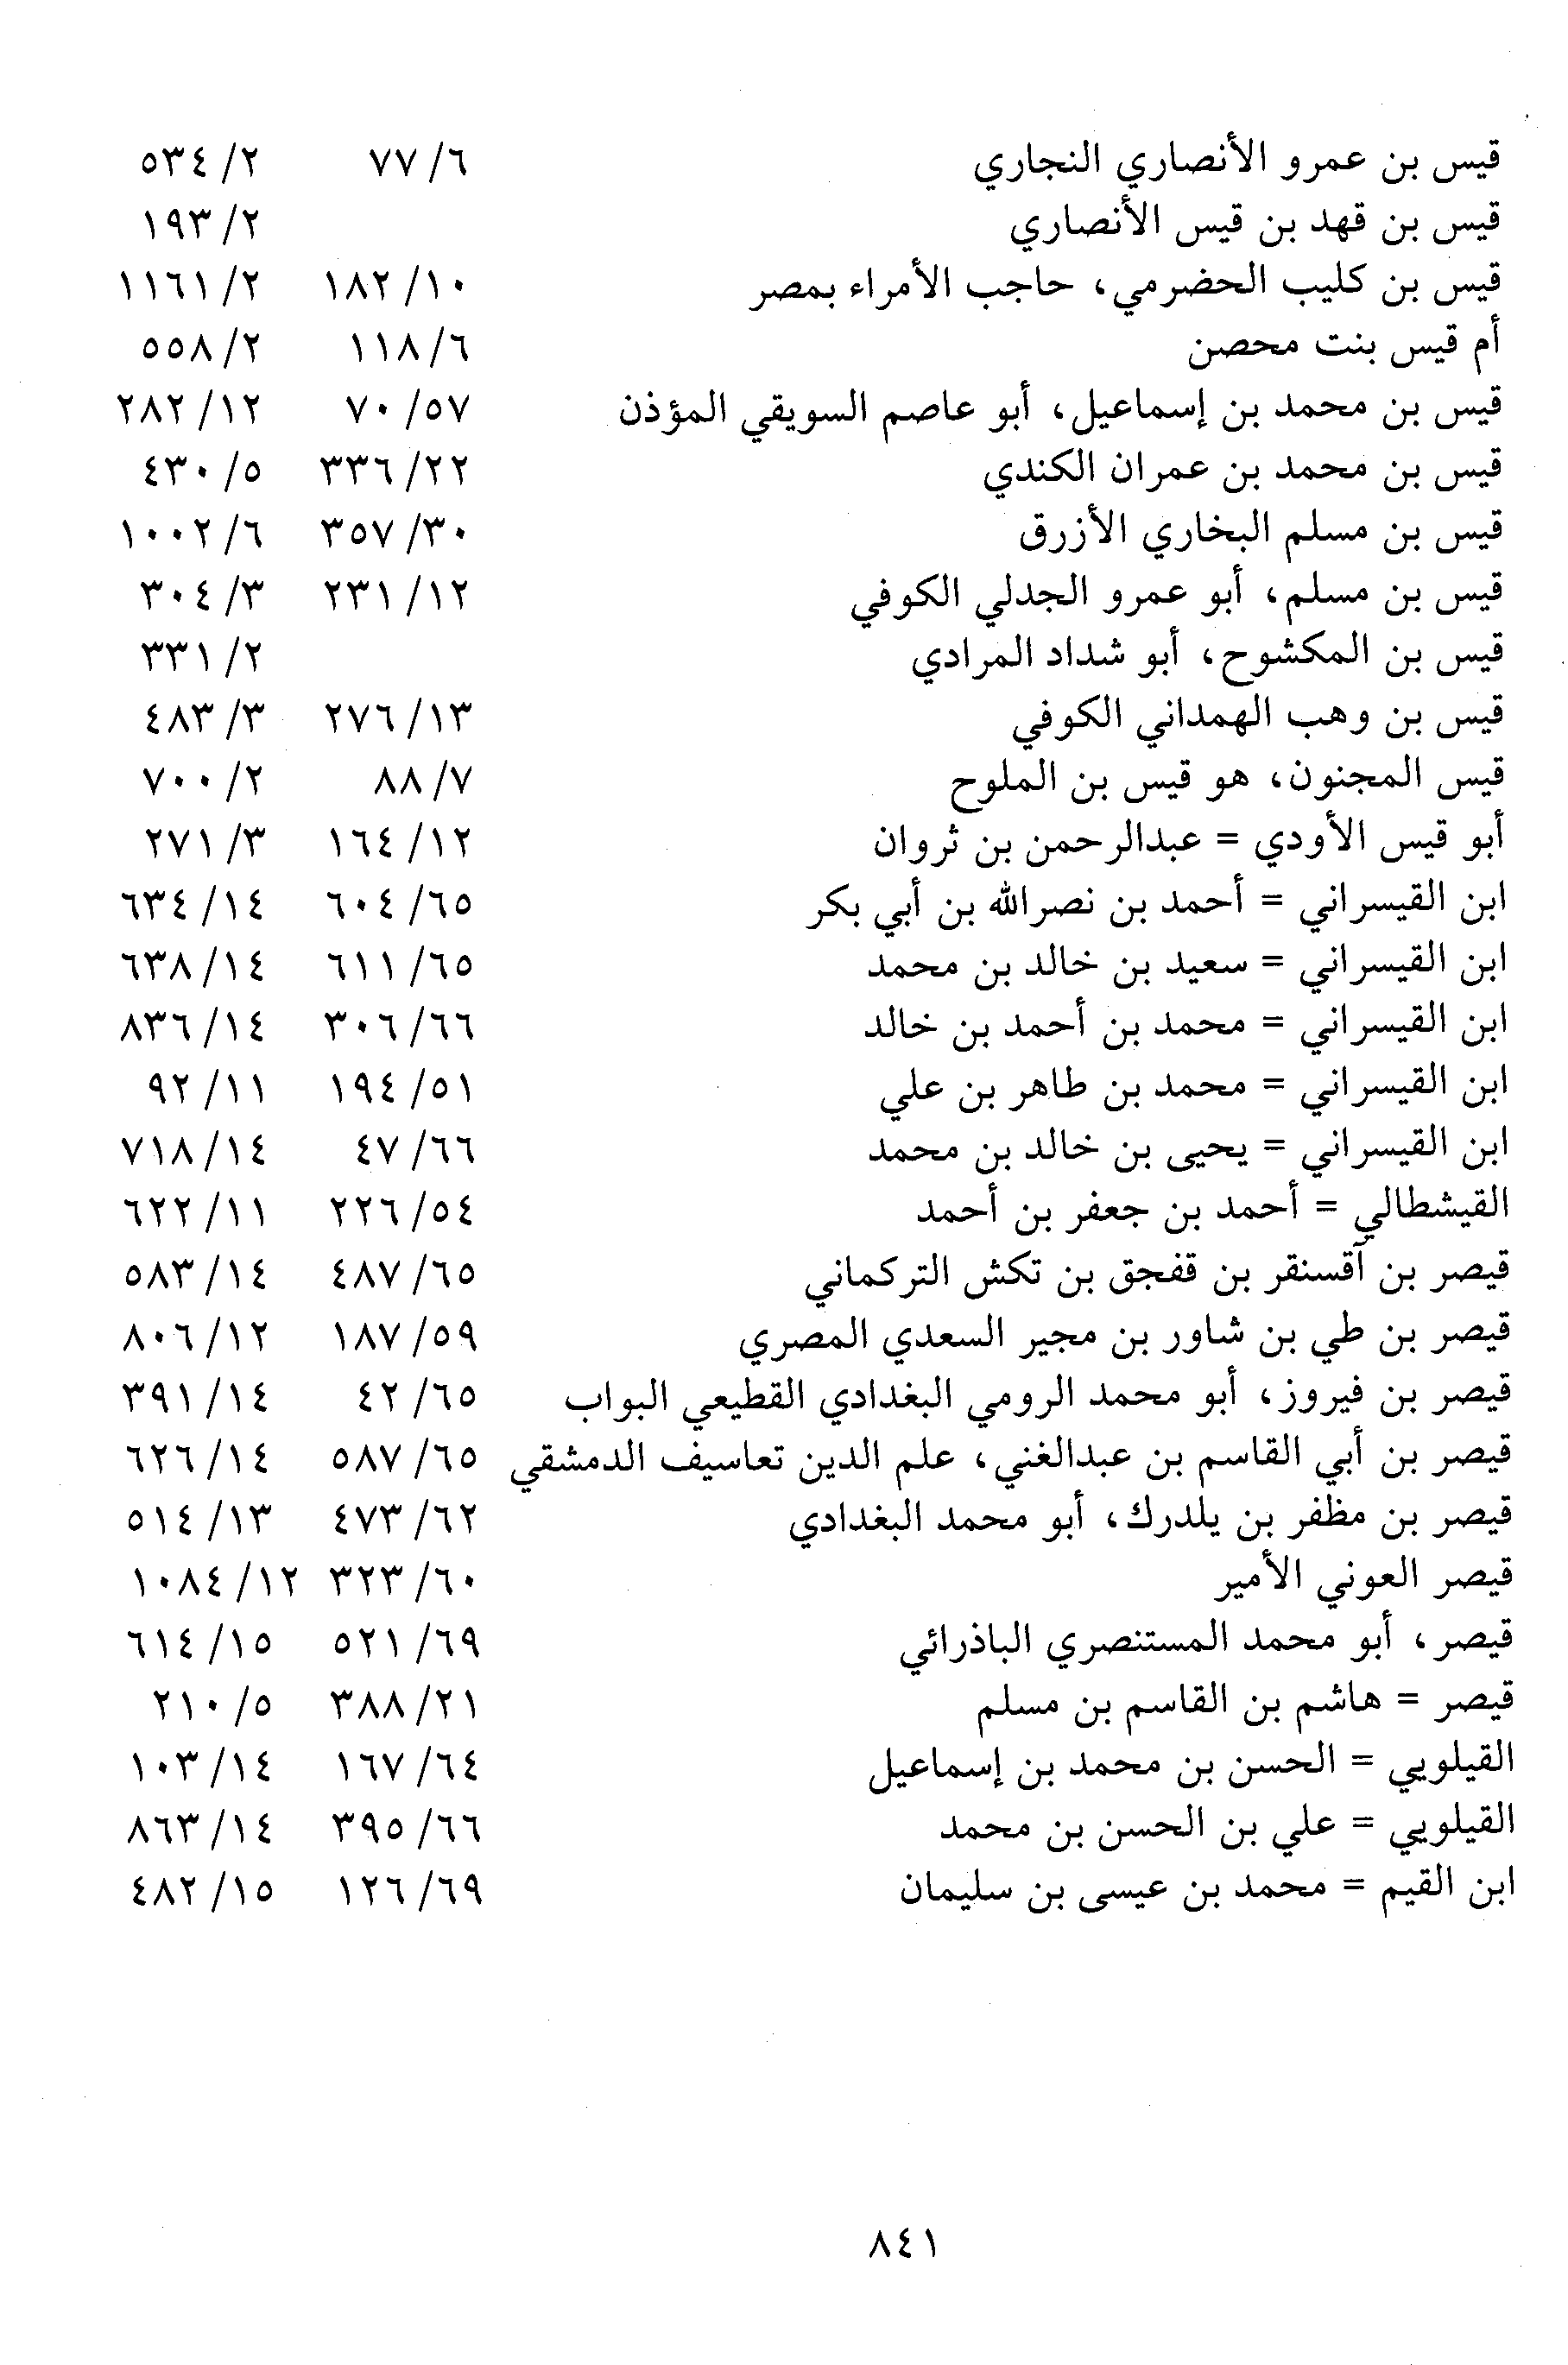 قيس بن عمرو الأنصاري النجاري ٦/ ٧٧ ٢/ ٥٣٤
قيس بن قهد بن قيس الأنصاري ٢/ ١٩٣
قيس بن كليب الحضرمي، حاجب الأمراء بمصر ١٠/ ١٨٢ ٢/ ١١٦١
أم قيس بنت محصن ٦/ ١١٨ ٢/ ٥٥٨
قيس بن محمد بن إسماعيل، أبو عاصم السويقي المؤذن ٥٧/ ٧٠ ١٢/ ٢٨٢
قيس بن محمد بن عمران الكندي ٢٢/ ٣٣٦ ٥/ ٤٣٠
قيس بن مسلم البخاري الأزرق ٣٠/ ٣٥٧ ٦/ ١٠٠٢
قيس بن مسلم، أبو عمرو الجدلي الكوفي ١٢/ ٢٣١ ٣/ ٣٠٤
قيس بن المكشوح، أبو شداد المرادي ٢/ ٣٣١
قيس بن وهب الهمداني الكوفي ١٣/ ٢٧٦ ٣/ ٤٨٣
قيس المجنون، هو قيس بن الملوح ٧/ ٨٨ ٢/ ٧٠٠
أبو قيس الأودي = عبدالرحمن بن ثروان ١٢/ ١٦٤ ٣/ ٢٧١
ابن القيسراني = أحمد بن نصرالله بن أبي بكر ٦٥/ ٦٠٤ ١٤/ ٦٣٤
ابن القيسراني = سعيد بن خالد بن محمد ٦٥/ ٦١١ ١٤/ ٦٣٨
ابن القيسراني = محمد بن أحمد بن خالد ٦٦/ ٣٠٦ ١٤/ ٨٣٦
ابن القيسراني = محمد بن طاهر بن علي ٥١/ ١٩٤ ١١/ ٩٢
ابن القيسراني = يحيى بن خالد بن محمد ٦٦/ ٤٧ ١٤/ ٧١٨
القيشطالي = أحمد بن جعفر بن أحمد ٥٤/ ٢٢٦ ١١/ ٦٢٢
قيصر بن آقسنقر بن قفجق بن تكش التركماني ٦٥/ ٤٨٧ ١٤/ ٥٨٣
قيصر بن طي بن شاور بن مجير السعدي المصري ٥٩/ ١٨٧ ١٢/ ٨٠٦
قيصر بن فيروز، أبو محمد الرومي البغدادي القطيعي البواب ٦٥/ ٤٢ ١٤/ ٣٩١
قيصر بن أبي القاسم بن عبدالغني، علم الدين تعاسيف الدمشقي ٦٥/ ٥٨٧ ١٤/ ٦٢٦
قيصر بن مظفر بن يلدرك، أبو محمد البغدادي ٦٢/ ٤٧٣ ١٣/ ٥١٤
قيصر العوني الأمير ٦٠/ ٣٢٣ ١٢/ ١٠٨٤
قيصر، أبو محمد المستنصري الباذرائي ٦٩/ ٥٢١ ١٥/ ٦١٤
قيصر = هاشم بن القاسم بن مسلم ٢١/ ٣٨٨ ٥/ ٢١٠
القيلويي = الحسن بن محمد بن إسماعيل ٦٤/ ١٦٧ ١٤/ ١٠٣
القيلويي = علي بن الحسن بن محمد ٦٦/ ٣٩٥ ١٤/ ٨٦٣
ابن القيم = محمد بن عيسى بن سليمان ٦٩/ ١٢٦ ١٥/ ٤٨٢
٨٤١